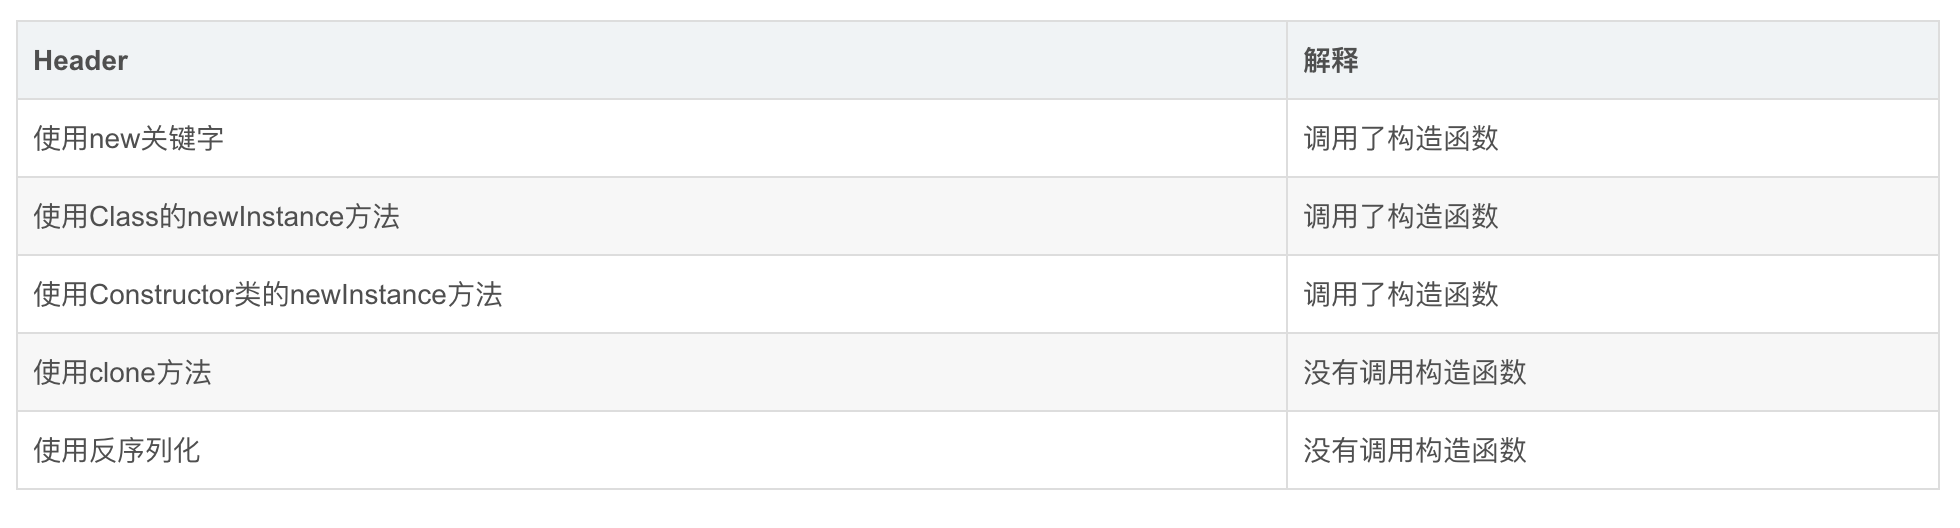 Header 解释
使用new关键字 调用了构造函数
使用Class的newInstance方法 调用了构造函数
使用Constructor类的newInstance方法 调用了构造函数
使用clone方法 没有调用构造函数
使用反序列化 没有调用构造函数